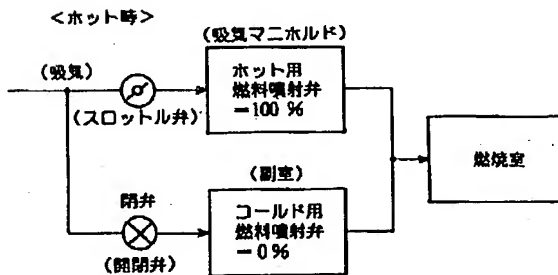 <ホット時>
(吸気マニホルド)
(吸気)
ホット用
燃料噴射弁
=100 %
(スロットル弁)
燃焼室
(副室)
閉弁
コールド用
燃料噴射弁
=0 %
(開閉弁)